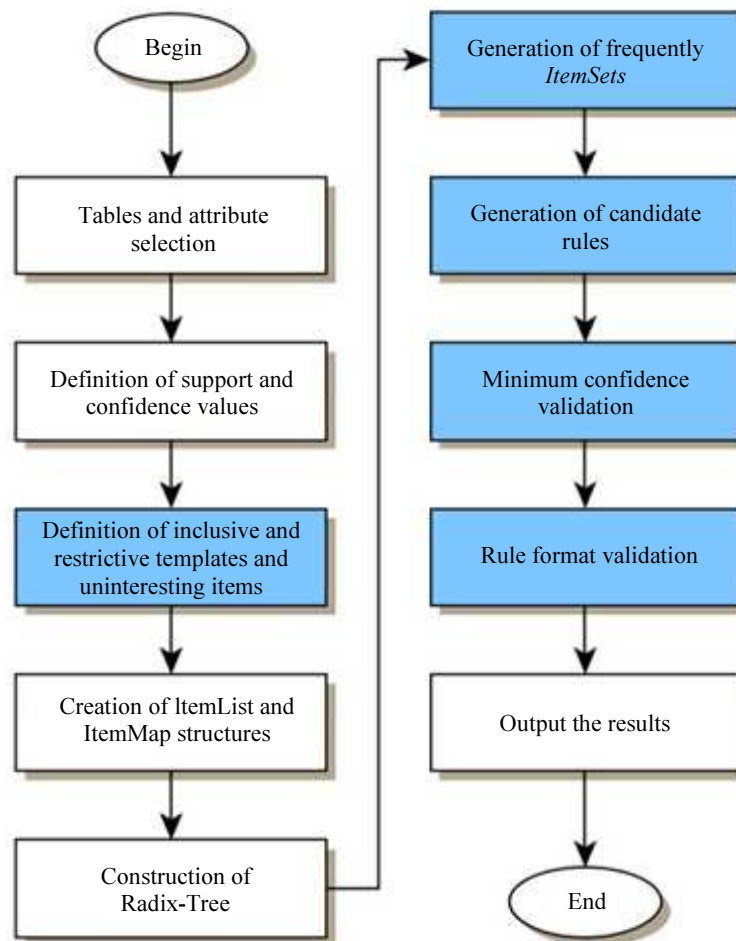 Begin
Tables and attribute
selection
Definition of support and
confidence values
Definition of inclusive and
restrictive templates and
uninteresting items
Creation of ItemList and
ItemMap structures
Construction of
Radix-Tree
Generation of frequently
ItemSets
Generation of candidate
rules
Minimum confidence
validation
Rule format validation
Output the results
End